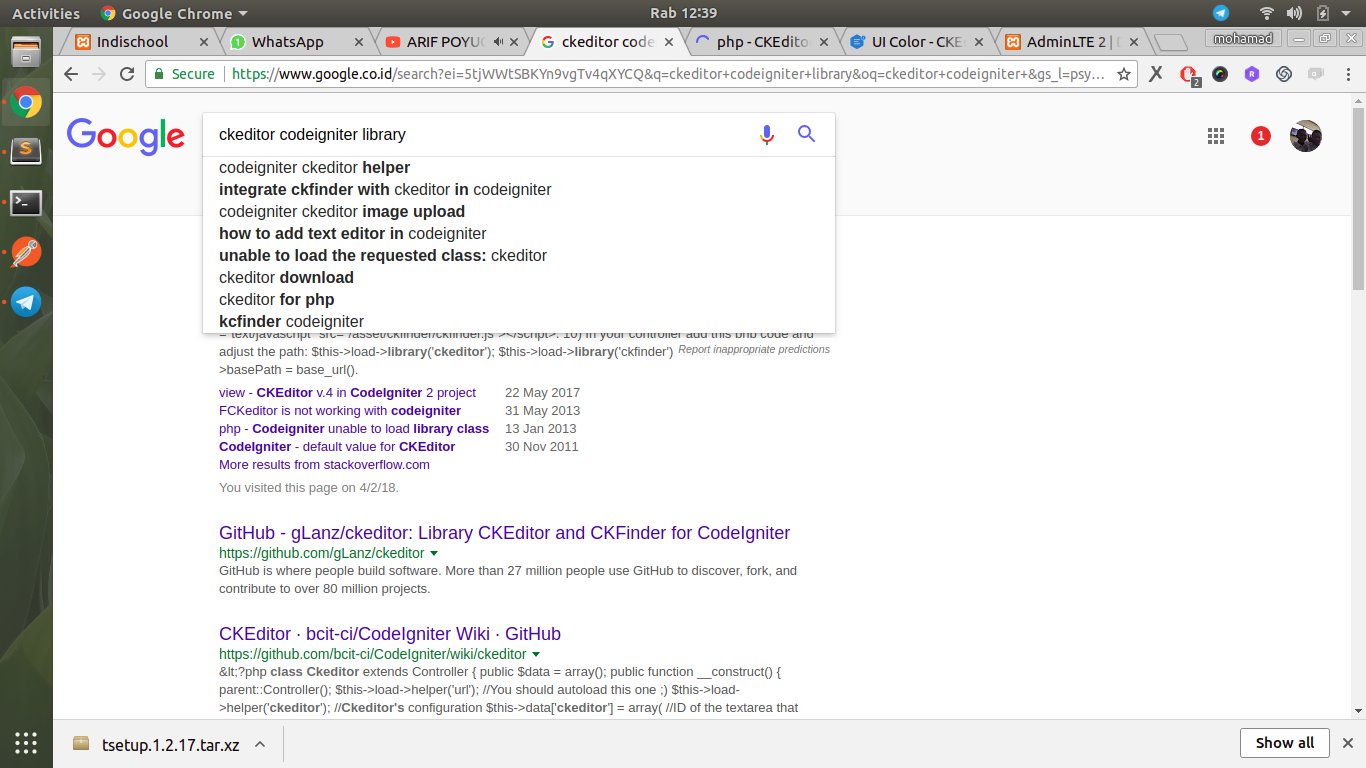 Activities Google Chrome Rab 12:39
Indischool WhatsApp ARIF POYU ckeditor code php - CKEdito UI Color - CKE AdminLTE 2 | D mohamad
Secure https://www.google.co.id/search?ei=5tjWWtSBKYn9vgTv4qXYCQ&q=ckeditor+codeigniter+library&oq=ckeditor+codeigniter+&gs_l=psy... 2
Google
ckeditor codeigniter library
1
codeigniter ckeditor helper
integrate ckfinder with ckeditor in codeigniter
codeigniter ckeditor image upload
how to add text editor in codeigniter
unable to load the requested class: ckeditor
ckeditor download
ckeditor for php
kcfinder codeigniter
="text/javascript" src="/asset/ckfinder/ckfinder.js"></script>. 10) in your controller add this php code and
adjust the path: $this->load->library('ckeditor'); $this->load->library('ckfinder')
Report inappropriate predictions
>basePath = base_url().
view - CKEditor v.4 in CodeIgniter 2 project 22 May 2017
FCKeditor is not working with codeigniter 31 May 2013
php - Codeigniter unable to load library class 13 Jan 2013
CodeIgniter - default value for CKEditor 30 Nov 2011
More results from stackoverflow.com
You visited this page on 4/2/18.
GitHub - gLanz/ckeditor: Library CKEditor and CKFinder for CodeIgniter
https://github.com/gLanz/ckeditor
GitHub is where people build software. More than 27 million people use GitHub to discover, fork, and
contribute to over 80 million projects.
CKEditor · bcit-ci/CodeIgniter Wiki · GitHub
https://github.com/bcit-ci/CodeIgniter/wiki/ckeditor
&lt;?php class Ckeditor extends Controller { public $data = array(); public function __construct() {
parent::Controller(); $this->load->helper('url'); //You should autoload this one ;) $this->load-
>helper('ckeditor'); //Ckeditor's configuration $this->data['ckeditor'] = array( //ID of the textarea that
tsetup.1.2.17.tar.xz Show all